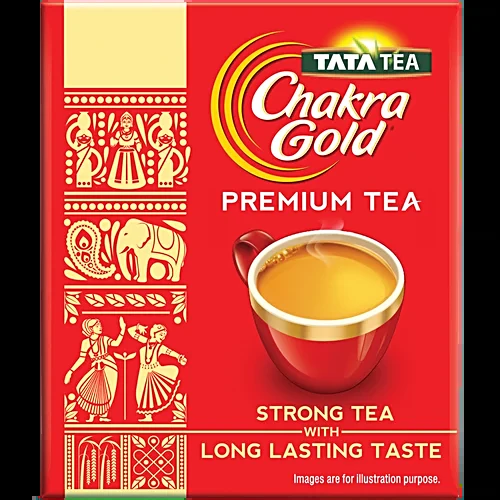 TATA TEA
Chakra
Gold
PREMIUM TEA
STRONG TEA
WITH
LONG LASTING TASTE
Images are for illustration purpose.